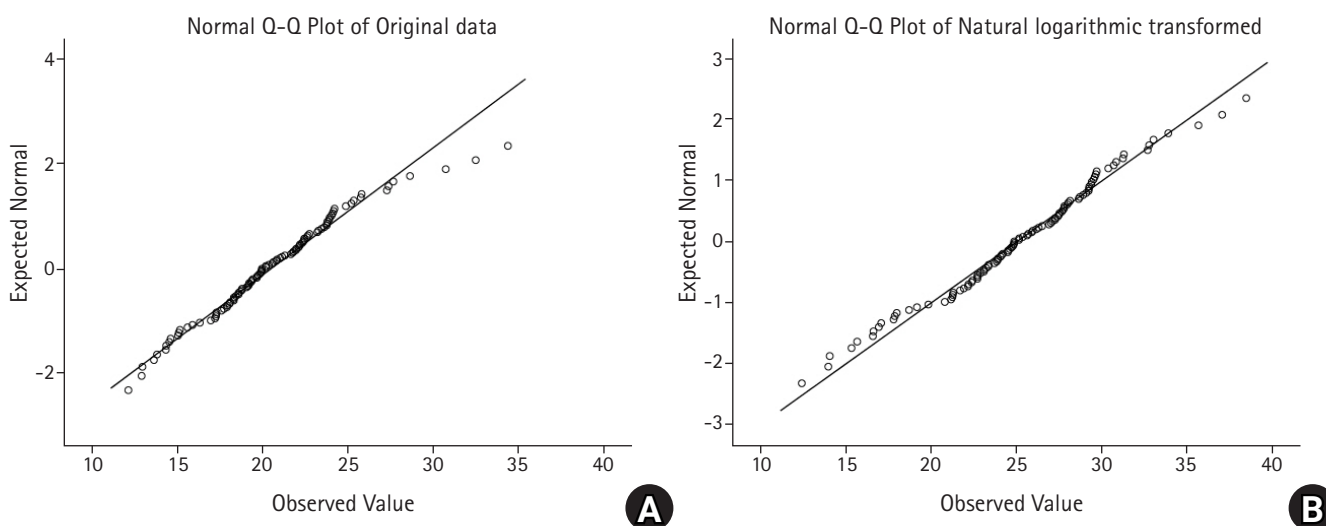 Normal Q-Q Plot of Original data
4
2
0
-2
Expected Normal
10 15 20 25 30 35 40
Observed Value
A
Normal Q-Q Plot of Natural logarithmic transformed
3
2
1
0
-1
-2
-3
Expected Normal
10 15 20 25 30 35 40
Observed Value
B